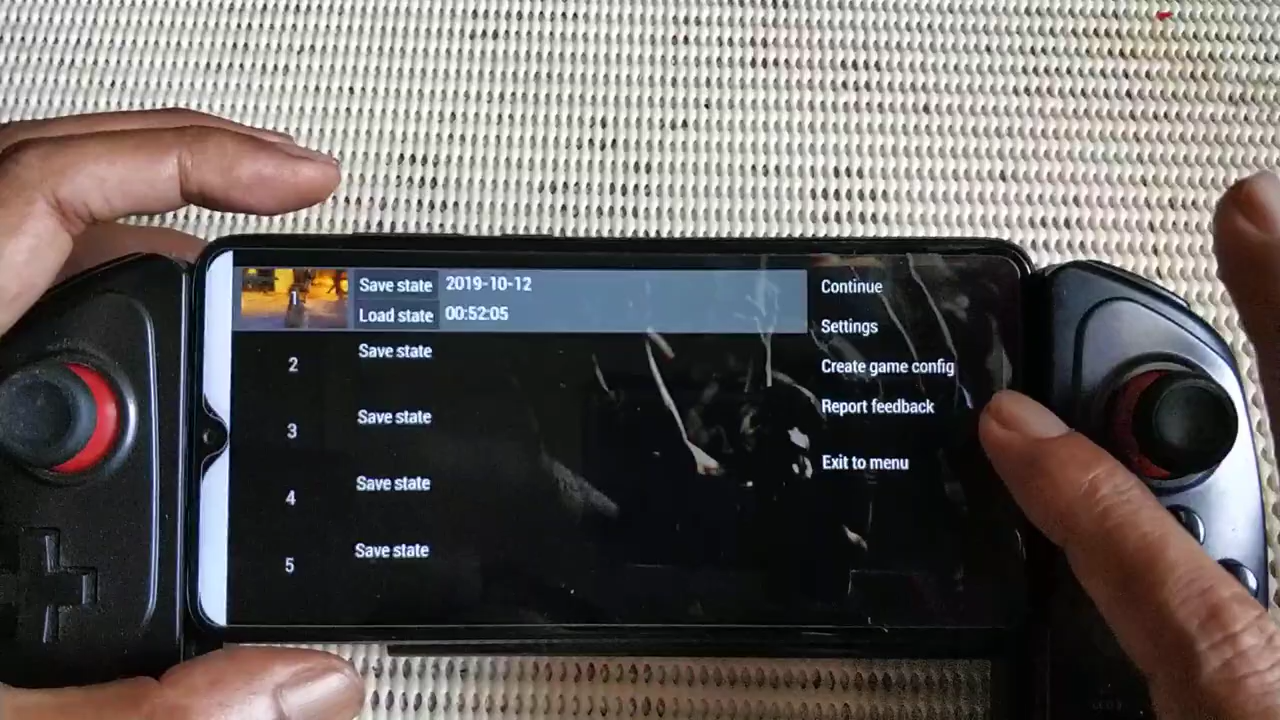 1
Save state 2019-10-12
Load state 00:52:05
2 Save state
3 Save state
4 Save state
5 Save state
Continue
Settings
Create game config
Report feedback
Exit to menu